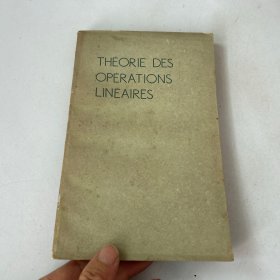 THEORIE DES
OPERATIONS
LINEAIRES